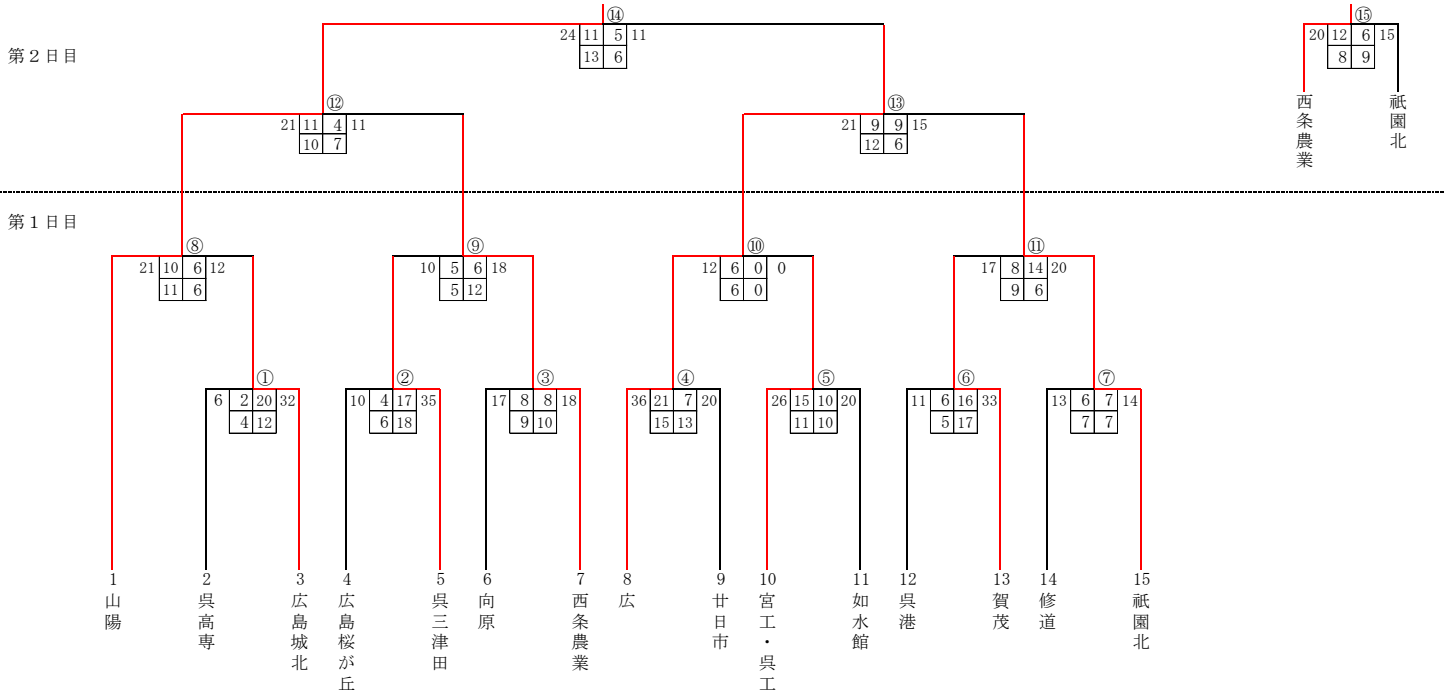 ⑭ ⑮
24 11 5 11 20 12 6 15
13 6 8 9
第２日目
西条農業 祇園北
⑫ ⑬
21 11 4 11 21 9 9 15
10 7 12 6
第１日目
⑧ ⑨ ⑩ ⑪
21 10 6 12 10 5 6 18 12 6 0 0 17 8 14 20
11 6 5 12 6 0 9 6
① ② ③ ④ ⑤ ⑥ ⑦
6 2 20 32 10 4 17 35 17 8 8 18 36 21 7 20 26 15 10 20 11 6 16 33 13 6 7 14
4 12 6 18 9 10 15 13 11 10 5 17 7 7
1 山陽
2 呉高専
3 広島城北
4 広島桜が丘
5 呉三津田
6 向原
7 西条農業
8 広
9 廿日市
10 宮工・呉工
11 如水館
12 呉港
13 賀茂
14 修道
15 祇園北